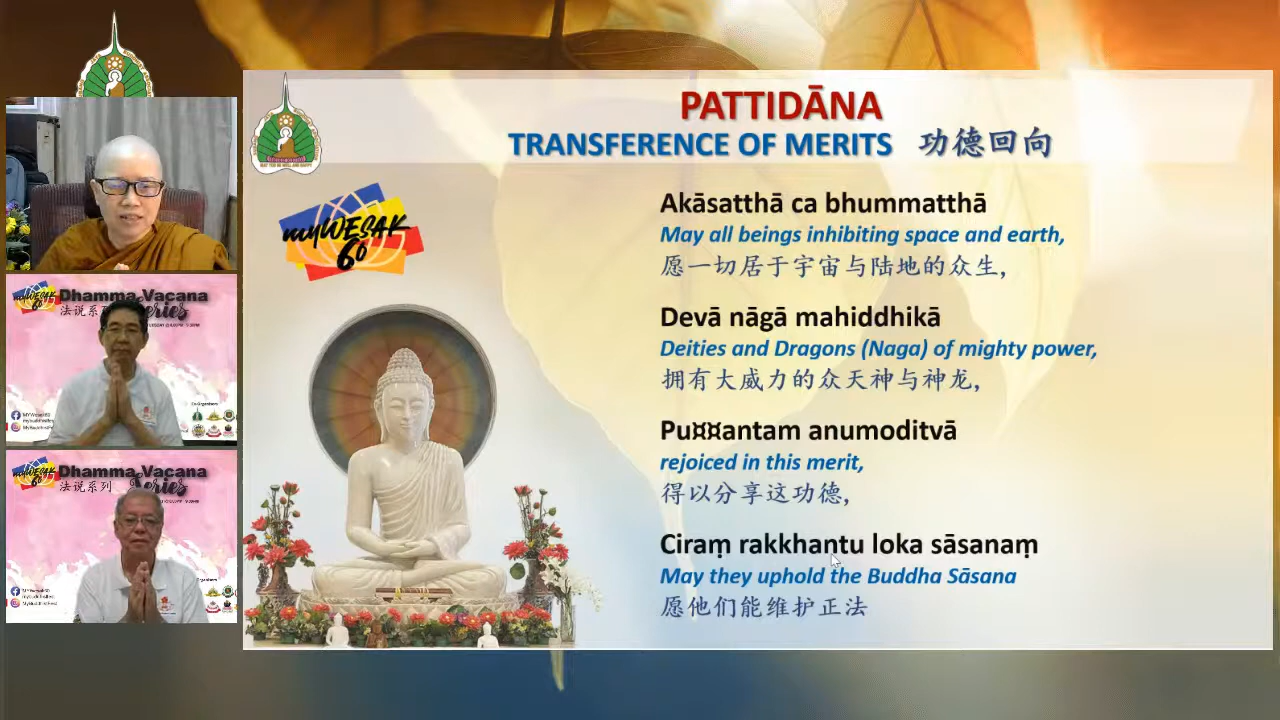 PATTIDĀNA
TRANSFERENCE OF MERITS 功德回向
myWESAK
60
Akāsatthā ca bhummatthā
May all beings inhibiting space and earth,
愿一切居于宇宙与陆地的众生,
Devā nāgā mahiddhikā
Deities and Dragons (Naga) of mighty power,
拥有大威力的众天神与神龙,
Pu¤¤antam anumoditvā
rejoiced in this merit,
得以分享这功德,
Ciraṃ rakkhantu loka sāsanaṃ
May they uphold the Buddha Sāsana
愿他们能维护正法
Dhamma Vacana
法说系列
Series
MYWesak60
Dhamma Vacana
法说系列
Series
MYWesak60